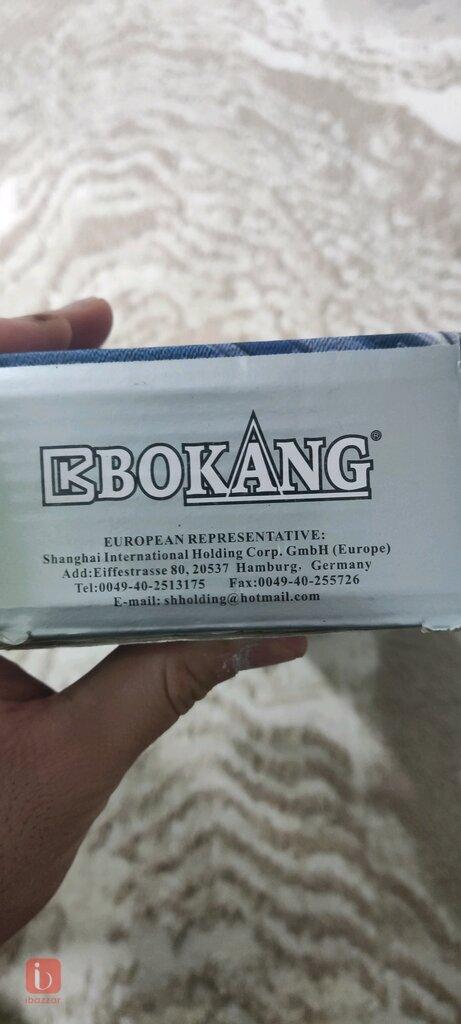 BOKANG®
EUROPEAN REPRESENTATIVE:
Shanghai International Holding Corp. GmbH (Europe)
Add:Eiffestrasse 80, 20537 Hamburg, Germany
Tel:0049-40-2513175 Fax:0049-40-255726
E-mail: shholding@hotmail.com
ibazzar